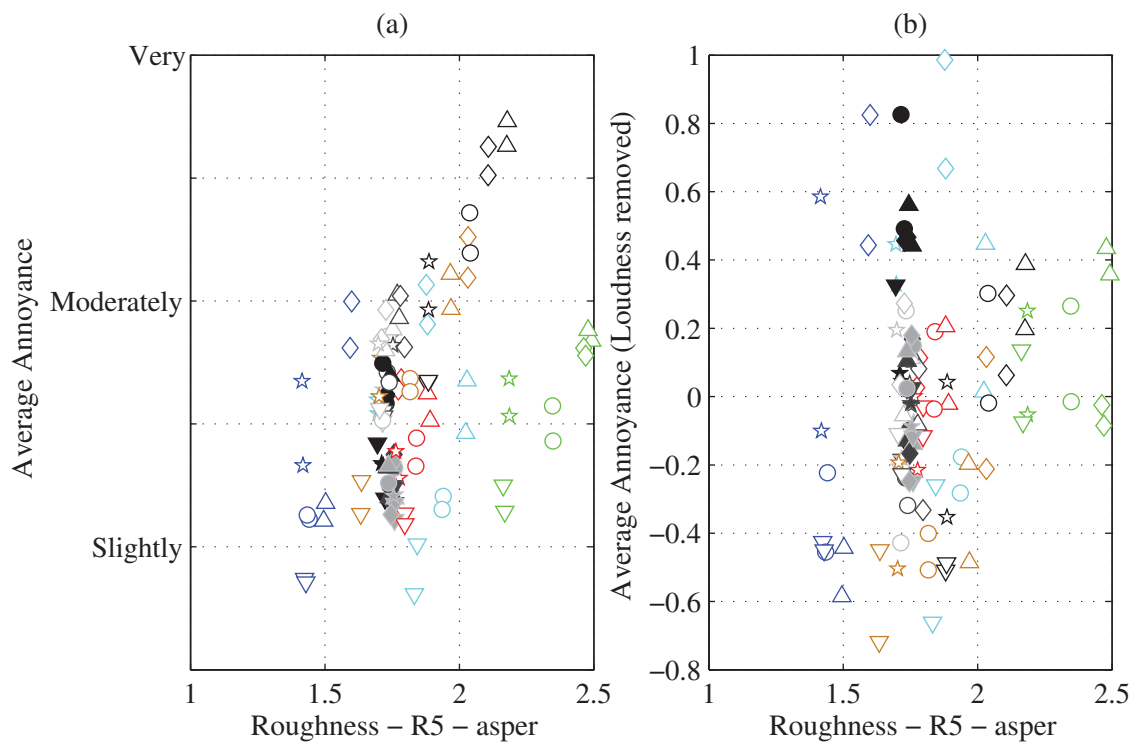 (a)
Very
Moderately
Slightly
Average Annoyance
1
1.5
2
2.5
Roughness − R5 − asper
(b)
1
0.8
0.6
0.4
0.2
0
−0.2
−0.4
−0.6
−0.8
Average Annoyance (Loudness removed)
1
1.5
2
2.5
Roughness − R5 − asper